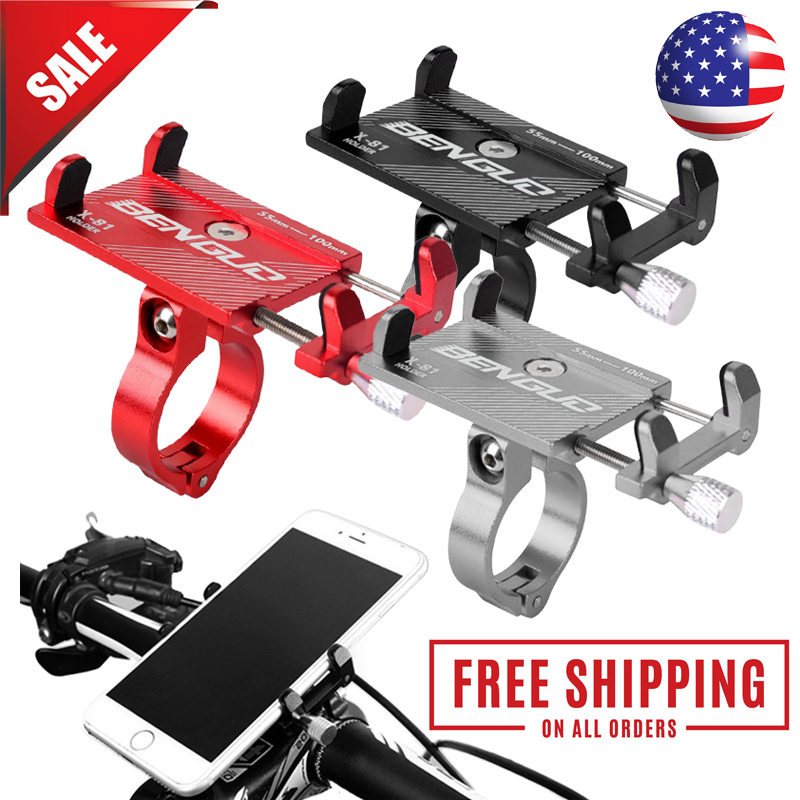 SALE
BENGUO
X-81
HOLDER
55mm — 100mm
BENGUO
X-81
HOLDER
55mm — 100mm
BENGUO
X-81
HOLDER
55mm — 100mm
FREE SHIPPING
ON ALL ORDERS